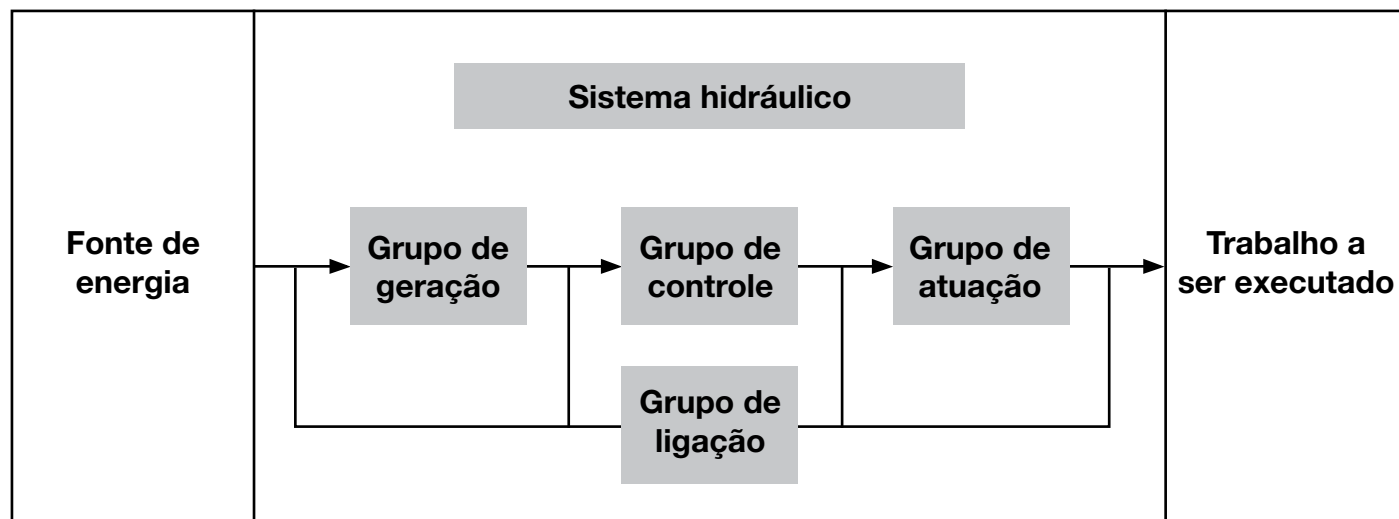 Sistema hidráulico
Fonte de
energia
Grupo de
geração
Grupo de
controle
Grupo de
atuação
Trabalho a
ser executado
Grupo de
ligação